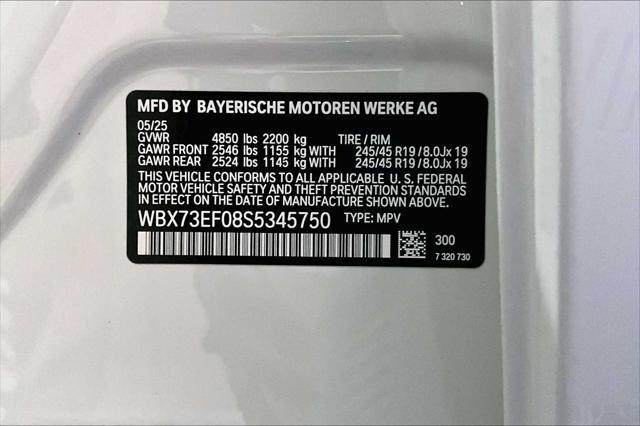 MFD BY BAYERISCHE MOTOREN WERKE AG
05/25
GVWR 4850 lbs 2200 kg TIRE / RIM
GAWR FRONT 2546 lbs 1155 kg WITH 245/45 R19 / 8.0Jx 19
GAWR REAR 2524 lbs 1145 kg WITH 245/45 R19 / 8.0Jx 19
THIS VEHICLE CONFORMS TO ALL APPLICABLE U. S. FEDERAL
MOTOR VEHICLE SAFETY AND THEFT PREVENTION STANDARDS
IN EFFECT ON THE DATE OF MANUFACTURE SHOWN ABOVE.
WBX73EF08S5345750 TYPE: MPV
300
7 320 730